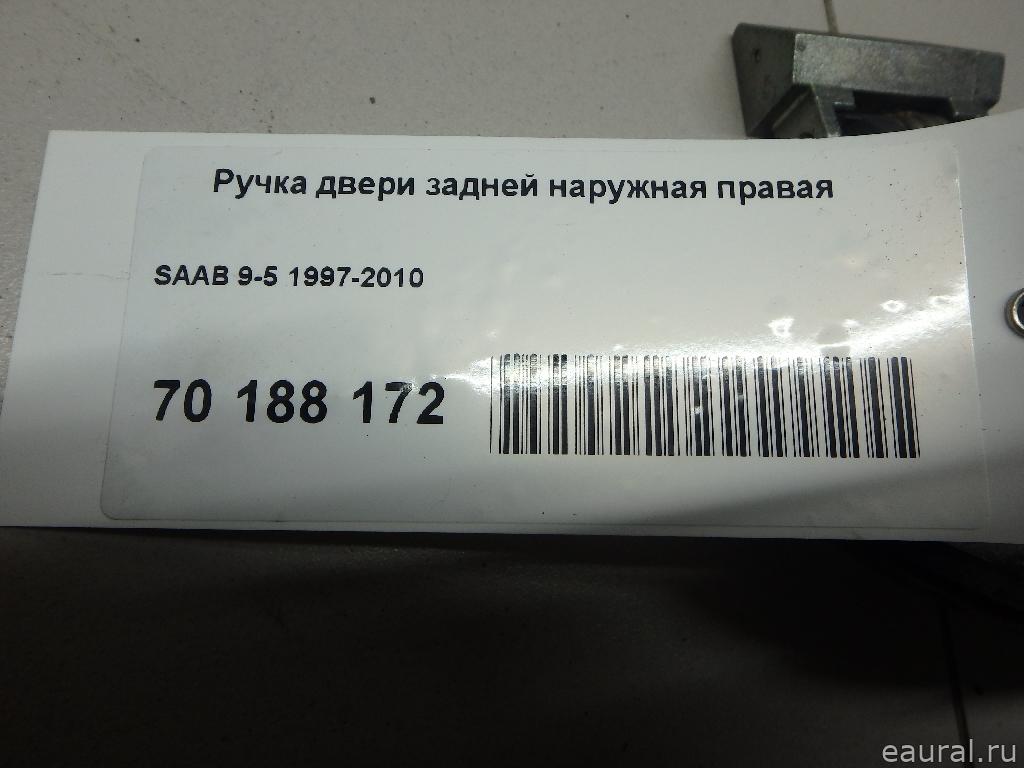 Ручка двери задней наружная правая
SAAB 9-5 1997-2010
70 188 172
eaural.ru